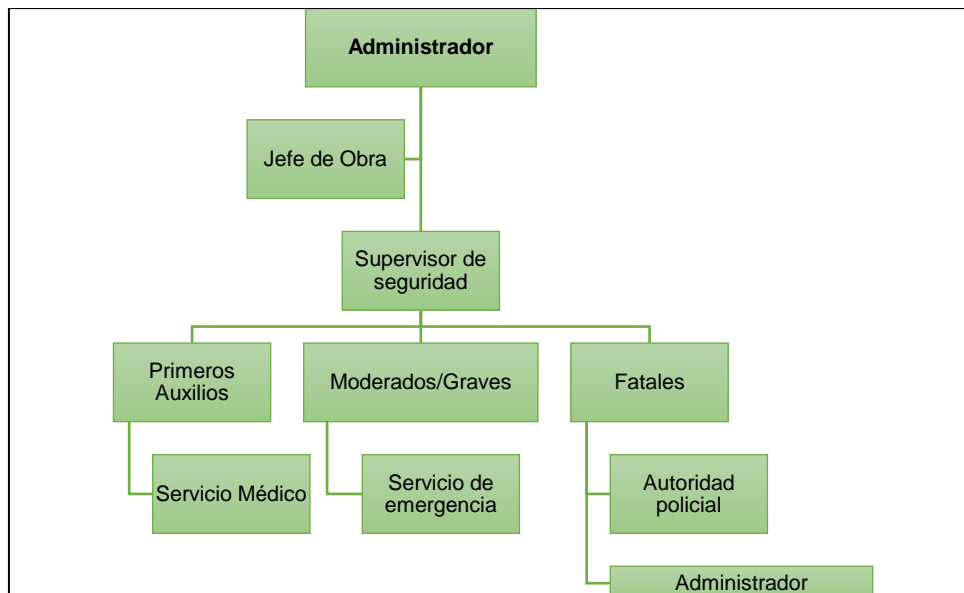 Administrador
Jefe de Obra
Supervisor de
seguridad
Primeros
Auxilios
Moderados/Graves
Fatales
Servicio Médico
Servicio de
emergencia
Autoridad
policial
Administrador